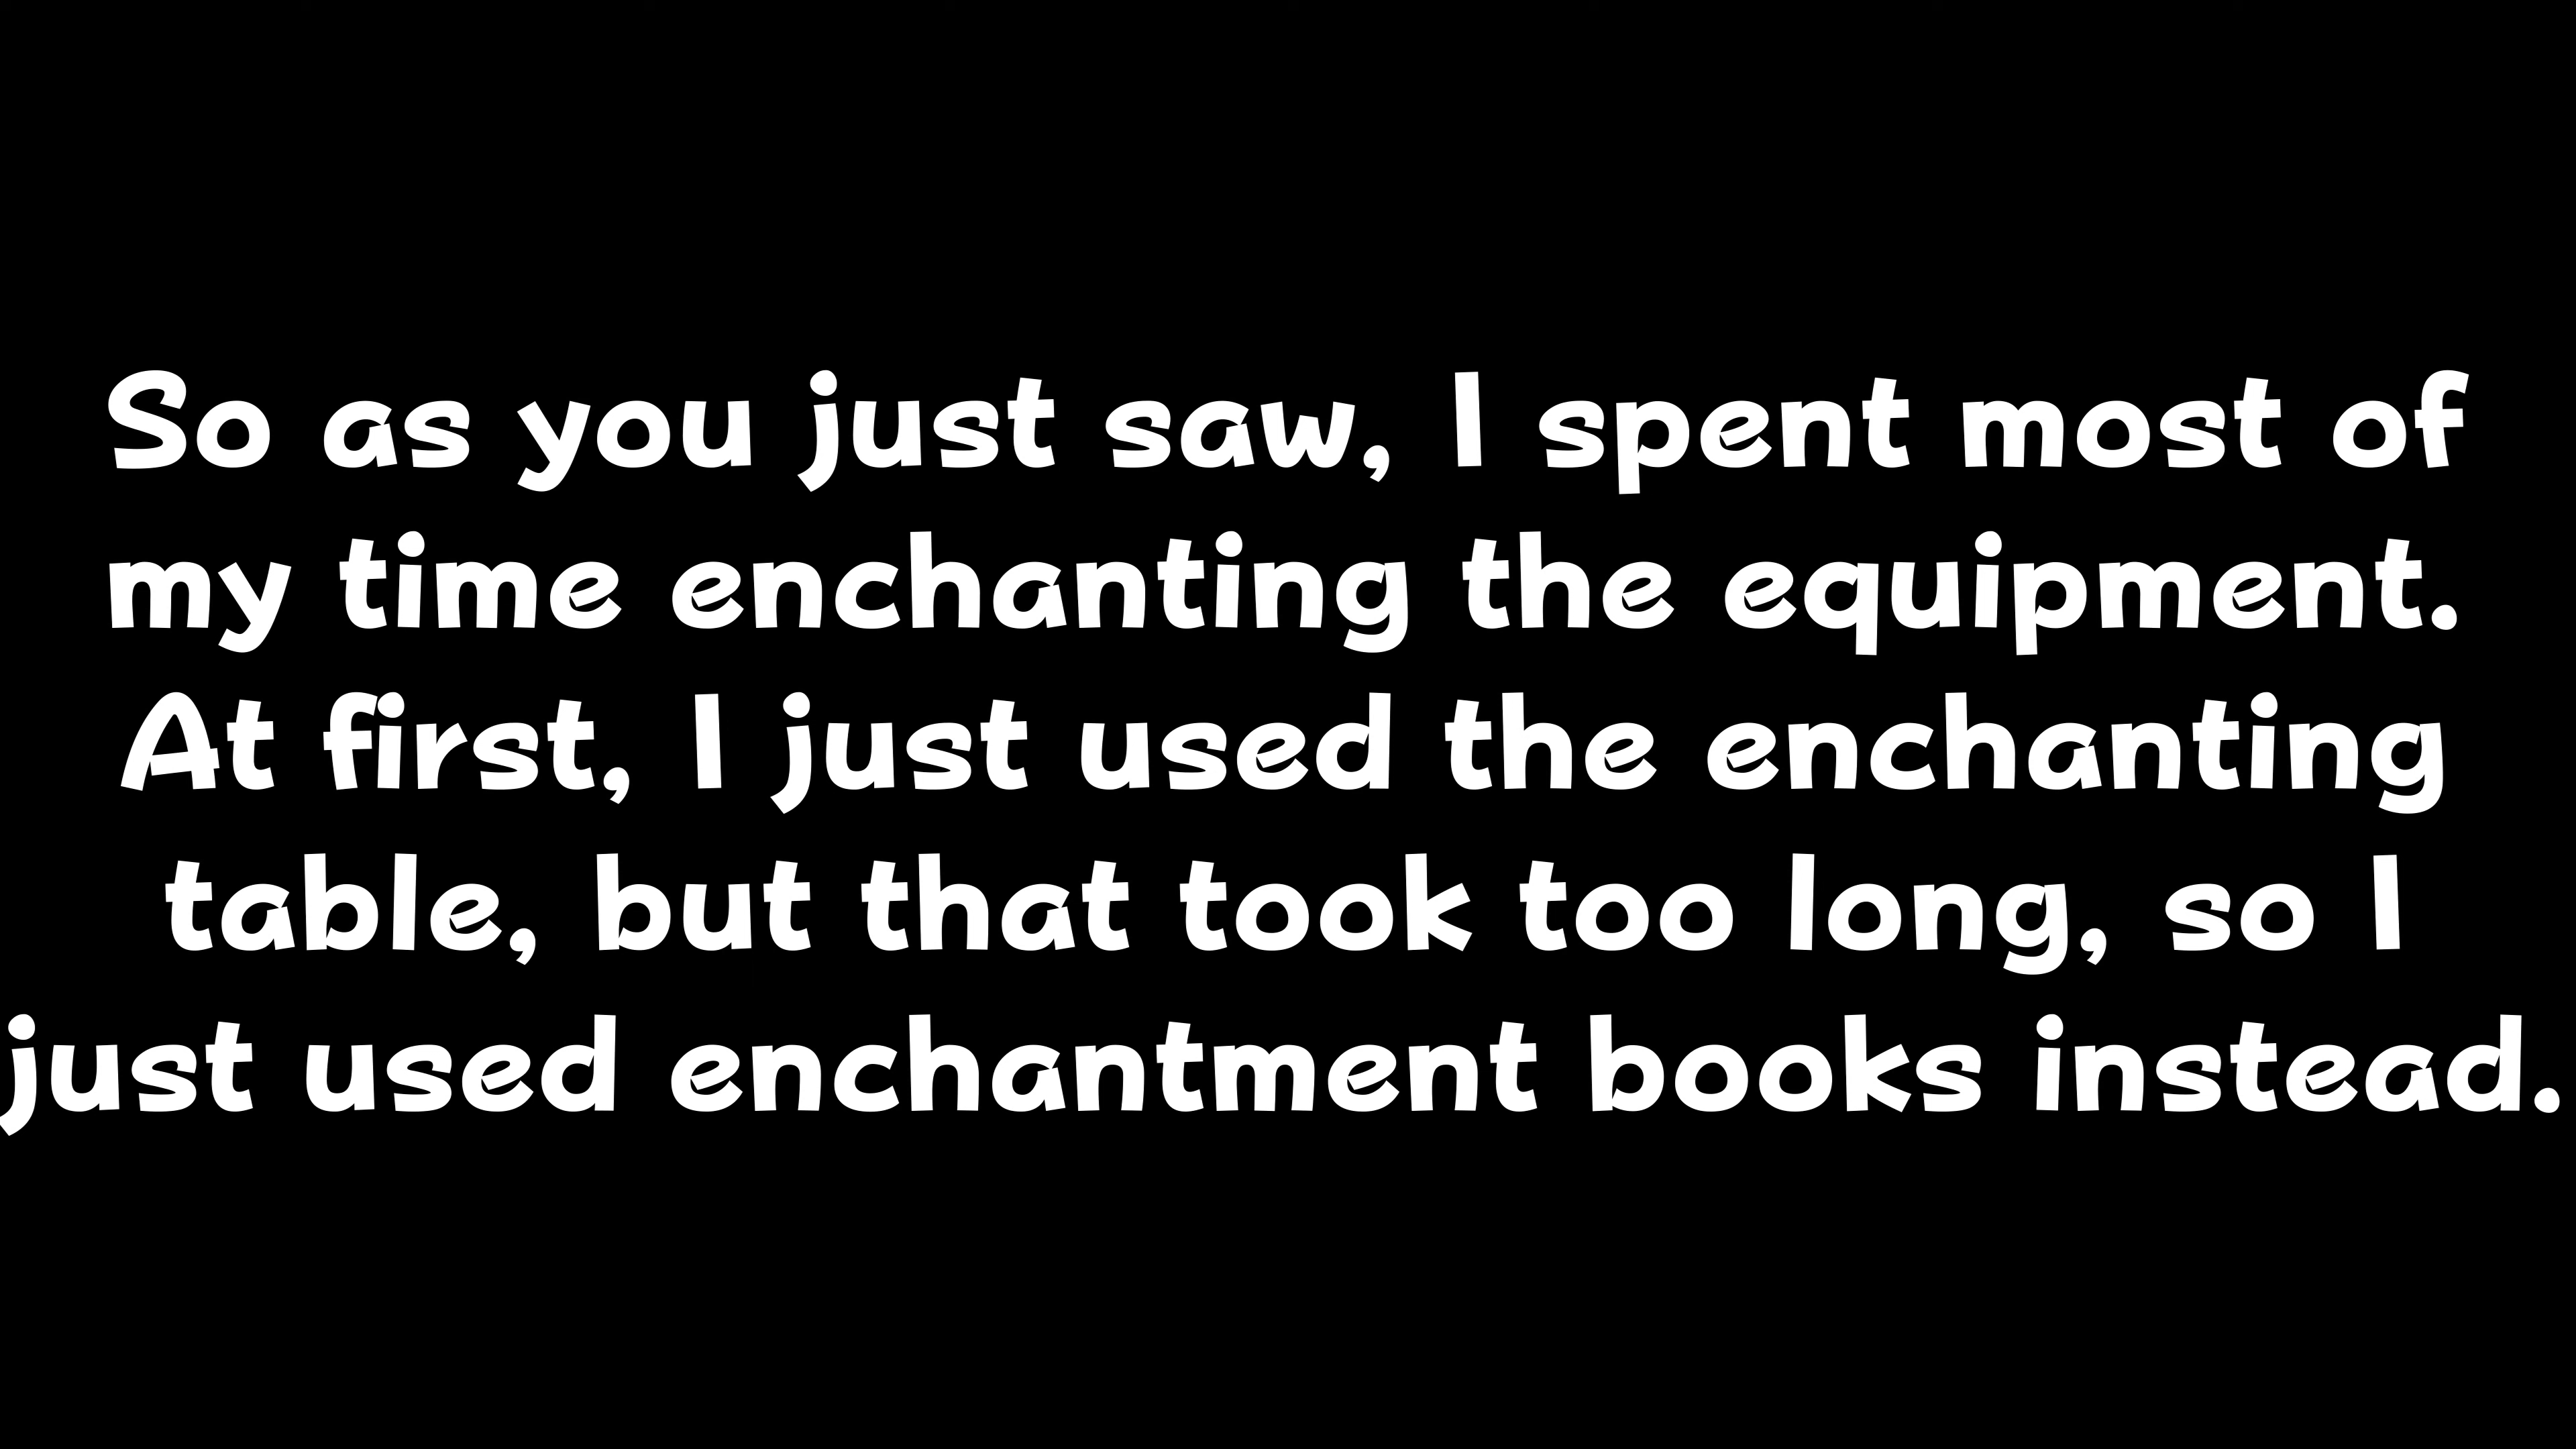 So as you just saw, I spent most of
my time enchanting the equipment.
At first, I just used the enchanting
table, but that took too long, so I
just used enchantment books instead.